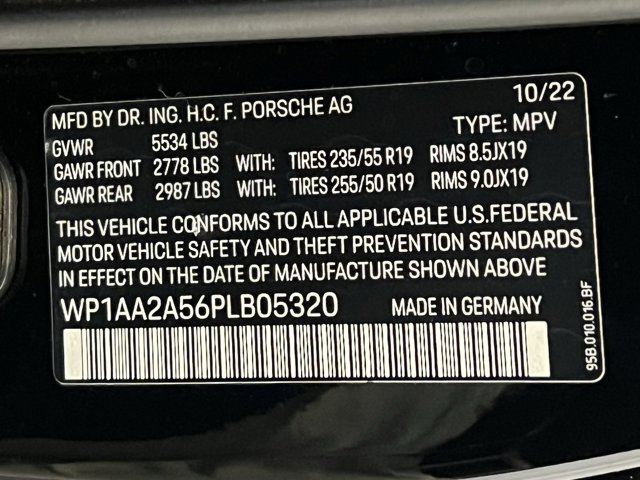 MFD BY DR. ING. H.C. F. PORSCHE AG 10/22
GVWR 5534 LBS TYPE: MPV
GAWR FRONT 2778 LBS WITH: TIRES 235/55 R19 RIMS 8.5JX19
GAWR REAR 2987 LBS WITH: TIRES 255/50 R19 RIMS 9.0JX19
THIS VEHICLE CONFORMS TO ALL APPLICABLE U.S.FEDERAL
MOTOR VEHICLE SAFETY AND THEFT PREVENTION STANDARDS
IN EFFECT ON THE DATE OF MANUFACTURE SHOWN ABOVE
WP1AA2A56PLB05320 MADE IN GERMANY
95B.010.016.BF